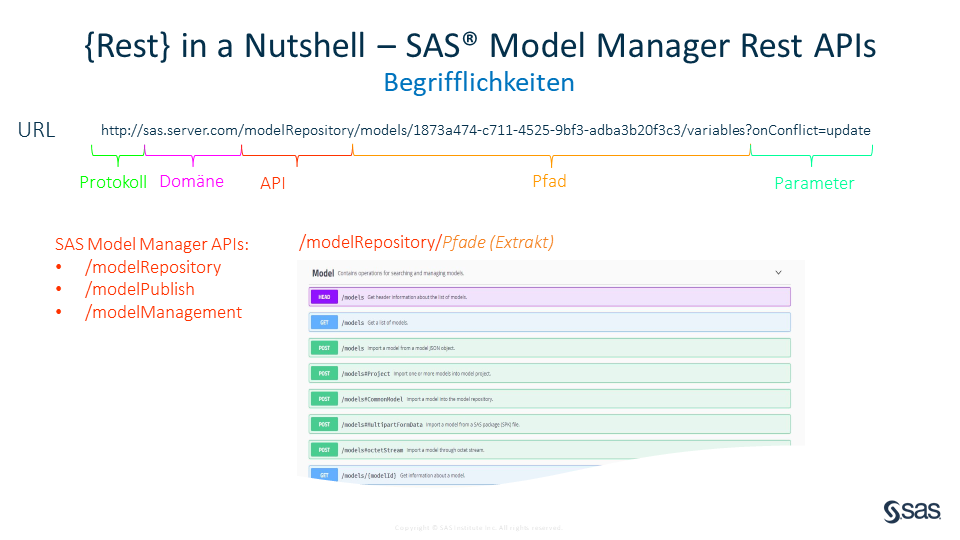 {Rest} in a Nutshell – SAS® Model Manager Rest APIs
Begrifflichkeiten
URL
http://sas.server.com/modelRepository/models/1873a474-c711-4525-9bf3-adba3b20f3c3/variables?onConflict=update
Protokoll Domäne API Pfad Parameter
SAS Model Manager APIs:
• /modelRepository
• /modelPublish
• /modelManagement
/modelRepository/Pfade (Extrakt)
Model Contains operations for searching and managing models.
HEAD /models Get header information about the list of models.
GET /models Get a list of models.
POST /models Import a model from a model JSON object.
POST /models#Project Import one or more models into model project.
POST /models#CommonModel Import a model into the model repository.
POST /models#MultipartFormData Import a model from a SAS package (SPK) file.
POST /models#octetStream Import a model through octet stream.
GET /models/{modelId} Get information about a model.
Copyright © SAS Institute Inc. All rights reserved.
sas